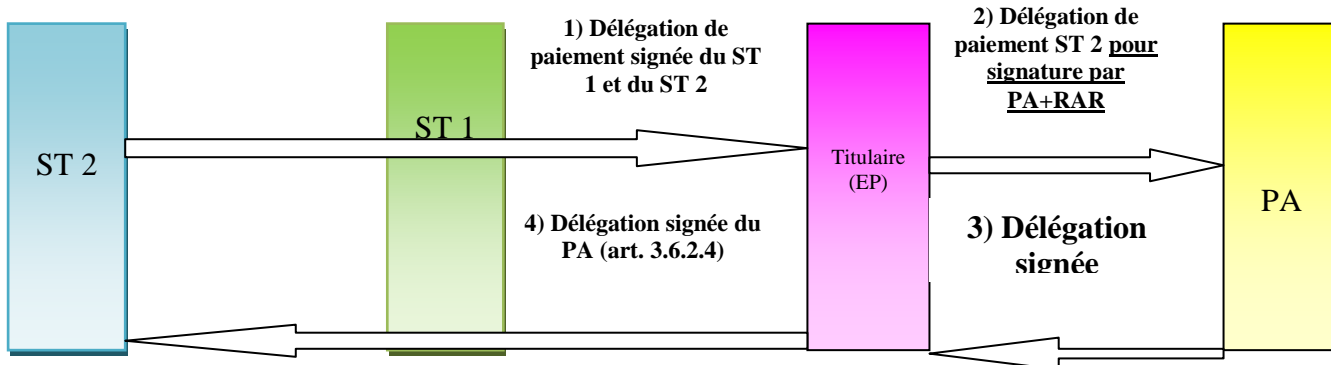 ST 2
ST 1
1) Délégation de
paiement signée du ST
1 et du ST 2
Titulaire
(EP)
2) Délégation de
paiement ST 2 pour
signature par
PA+RAR
PA
3) Délégation
signée
4) Délégation signée du
PA (art. 3.6.2.4)